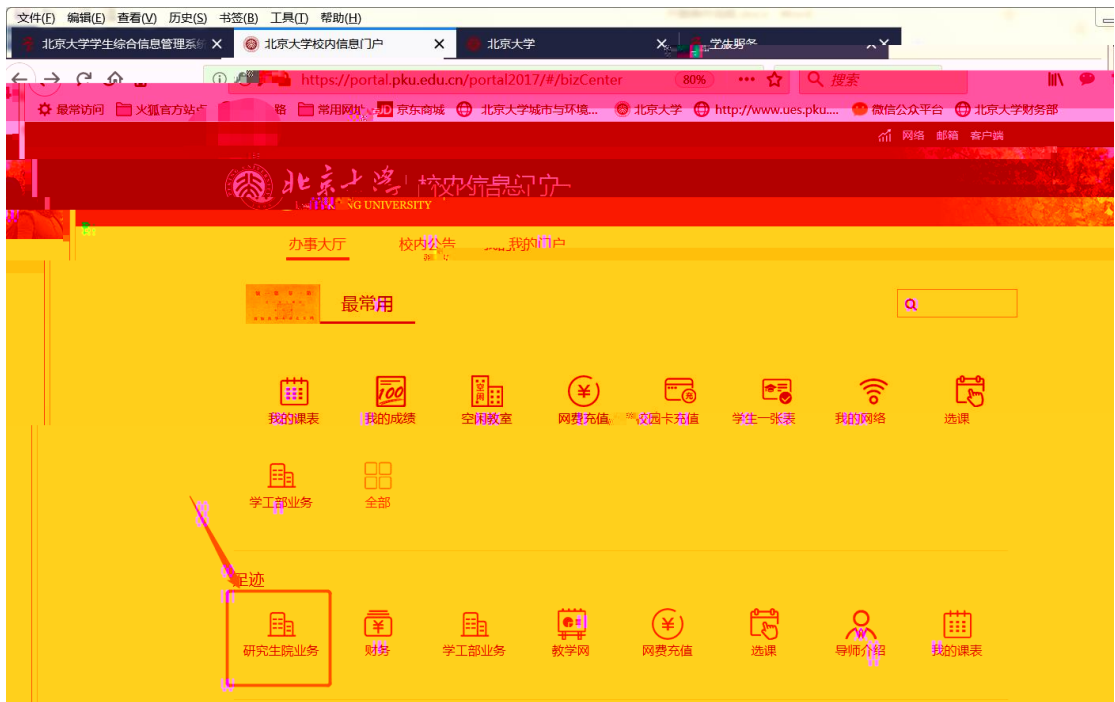 文件(F) 编辑(E) 查看(V) 历史(S) 书签(B) 工具(T) 帮助(H)
北京大学学生综合信息管理系统 北京大学校内信息门户 北京大学
https://portal.pku.edu.cn/portal2017/#/bizCenter 80% 搜索
最常访问 火狐官方站点 常用网址 JD 京东商城 北京大学城市与环境... 北京大学 http://www.ues.pku.... 微信公众平台 北京大学财务部
网络 邮箱 客户端
北京大学 校内信息门户
NG UNIVERSITY
办事大厅 校内公告 我的门户
最常用
我的课表 我的成绩 空闲教室 网费充值 校园卡充值 学生一张表 我的网络 选课
学工部业务 全部
足迹
研究生院业务 财务 学工部业务 教学网 网费充值 选课 导师介绍 我的课表